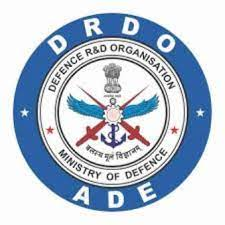 DRDO
DEFENCE R&D ORGANISATION
बलस्य मूलं विज्ञानम्
MINISTRY OF DEFENCE
ADE